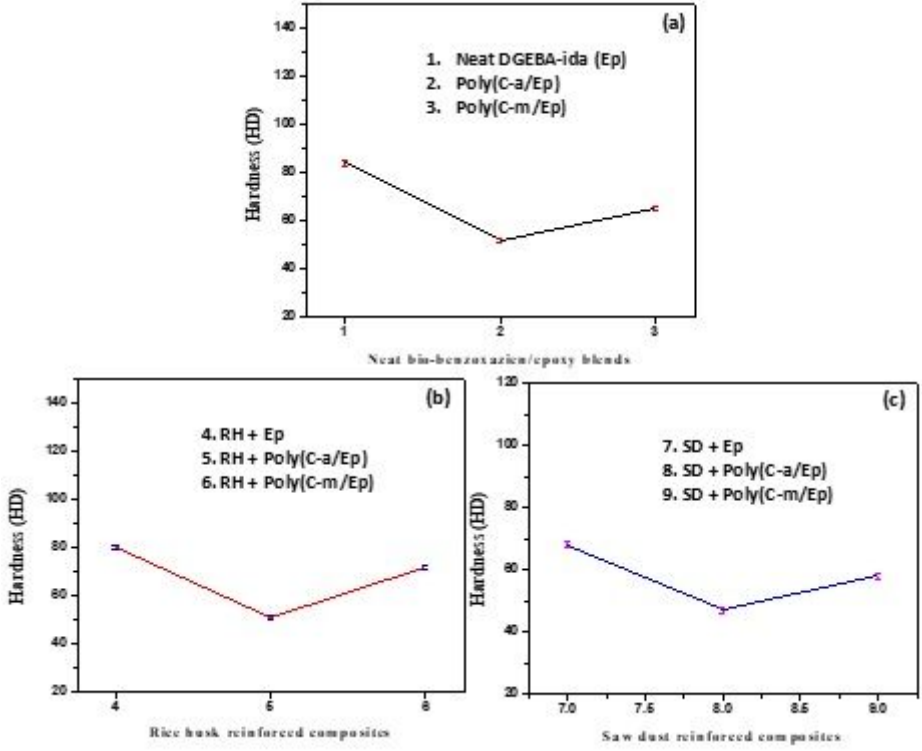 (a)
140
120
100
80
60
40
20
Hardness (HD)
1. Neat DGEBA-ida (Ep)
2. Poly(C-a/Ep)
3. Poly(C-m/Ep)
1 2 3
Neat bio-benzoxazien/epoxy blends
(b)
140
120
100
80
60
40
20
Hardness (HD)
4. RH + Ep
5. RH + Poly(C-a/Ep)
6. RH + Poly(C-m/Ep)
4 5 6
Rice husk reinforced composites
(c)
120
100
80
60
40
20
Hardness (HD)
7. SD + Ep
8. SD + Poly(C-a/Ep)
9. SD + Poly(C-m/Ep)
7.0 7.5 8.0 8.5 9.0
Saw dust reinforced composites